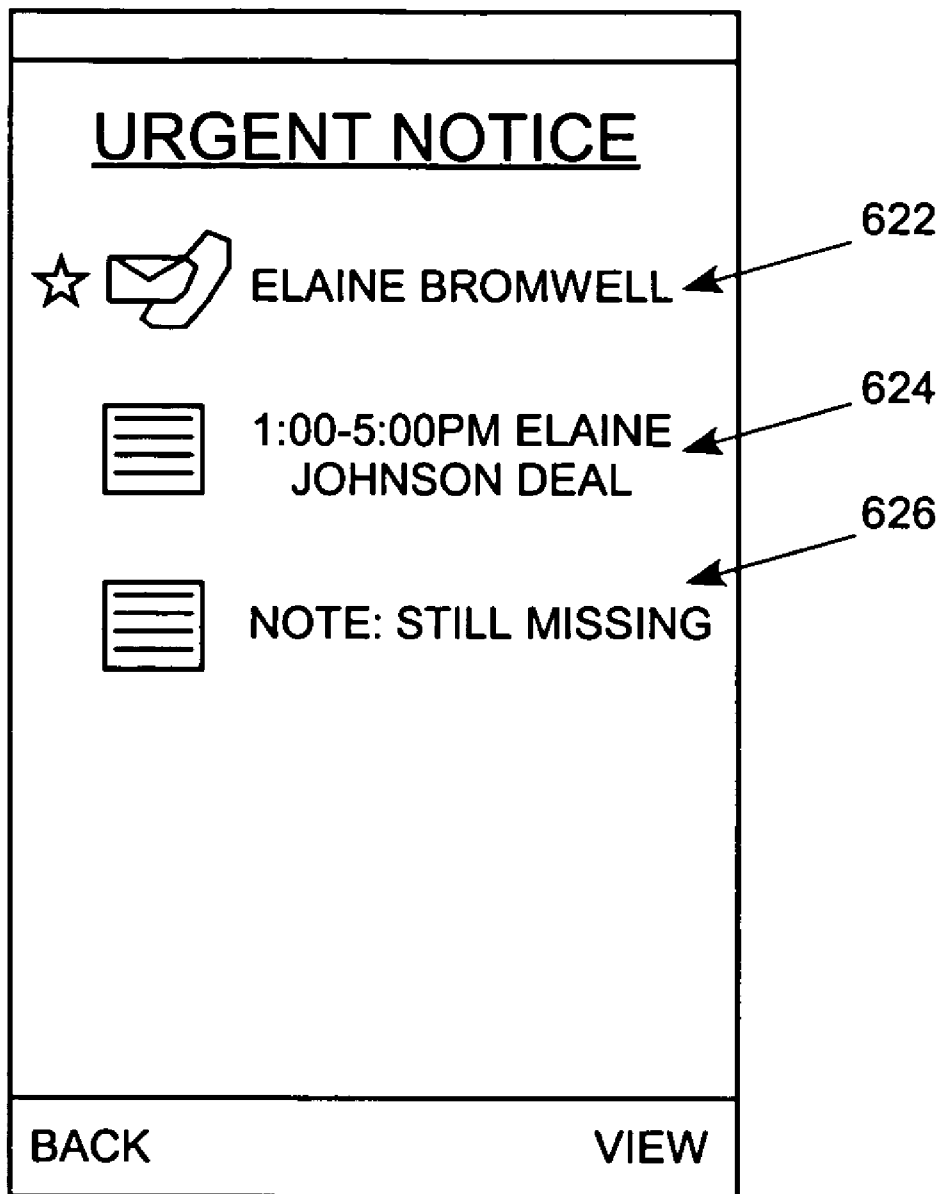 URGENT NOTICE
622
ELAINE BROMWELL
624
1:00-5:00PM ELAINE
JOHNSON DEAL
626
NOTE: STILL MISSING
BACK VIEW